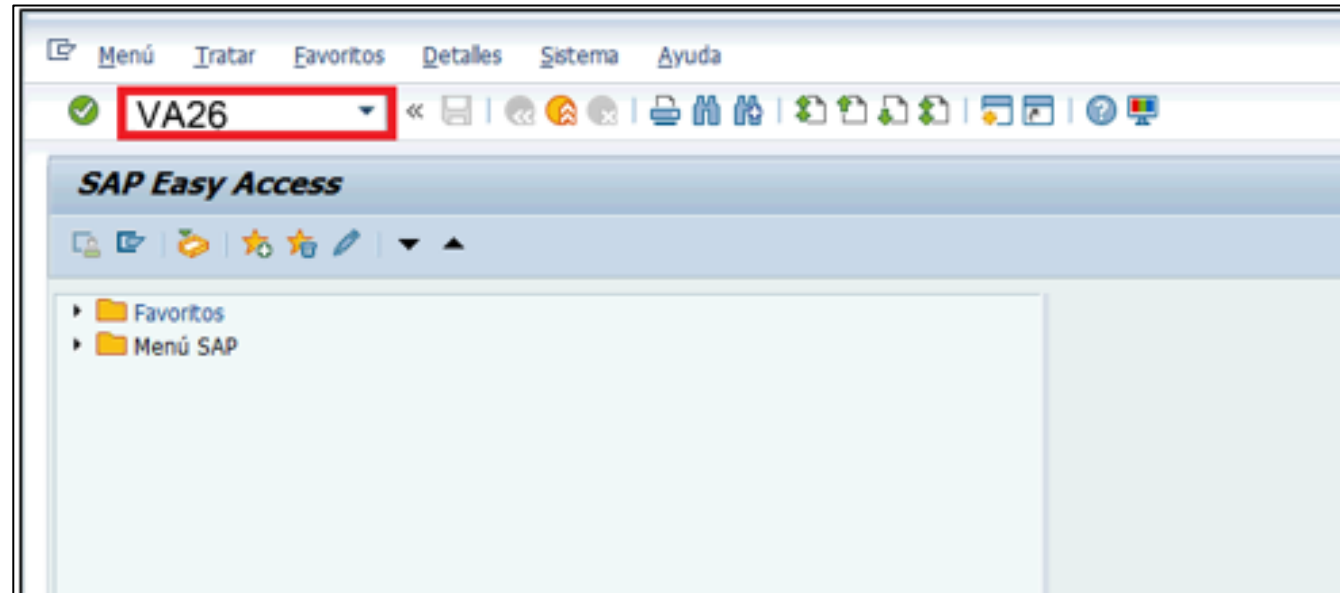 Menú Tratar Favoritos Detalles Sistema Ayuda
VA26
SAP Easy Access
Favoritos
Menú SAP